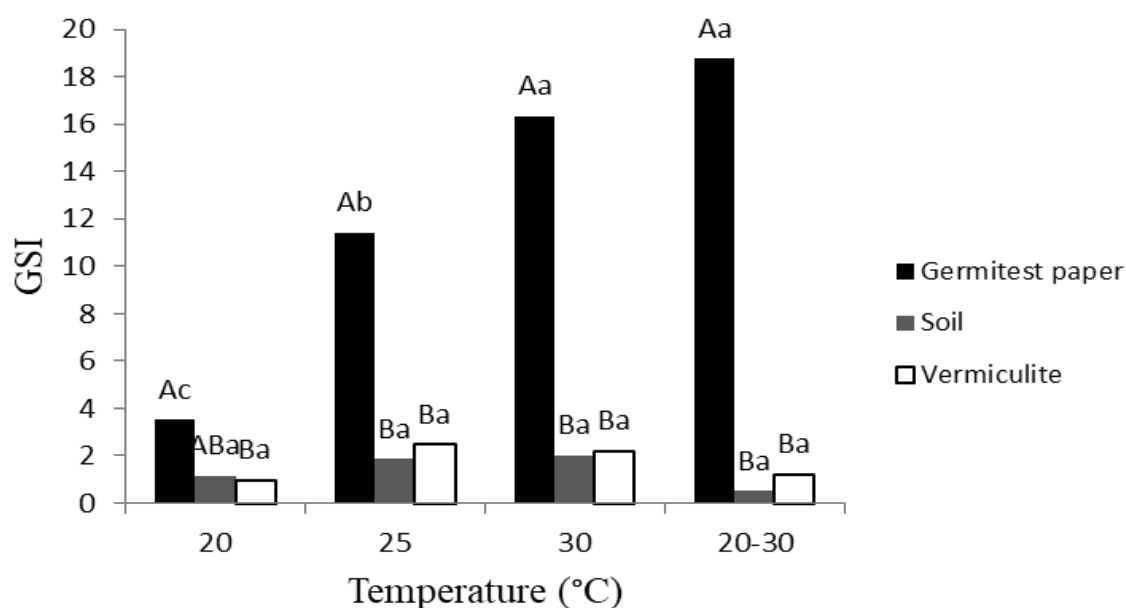 20
18
16
14
12
10
8
6
4
2
0
GSI
Ac
ABa
Ba
Ab
Ba
Ba
Aa
Ba
Ba
Aa
Ba
Ba
20 25 30 20-30
Temperature (°C)
Germitest paper
Soil
Vermiculite